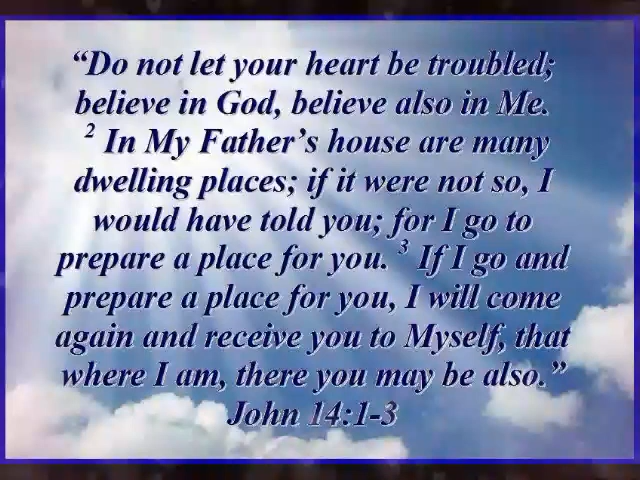 “Do not let your heart be troubled;
believe in God, believe also in Me.
2 In My Father’s house are many
dwelling places; if it were not so, I
would have told you; for I go to
prepare a place for you. 3 If I go and
prepare a place for you, I will come
again and receive you to Myself, that
where I am, there you may be also.”
John 14:1-3